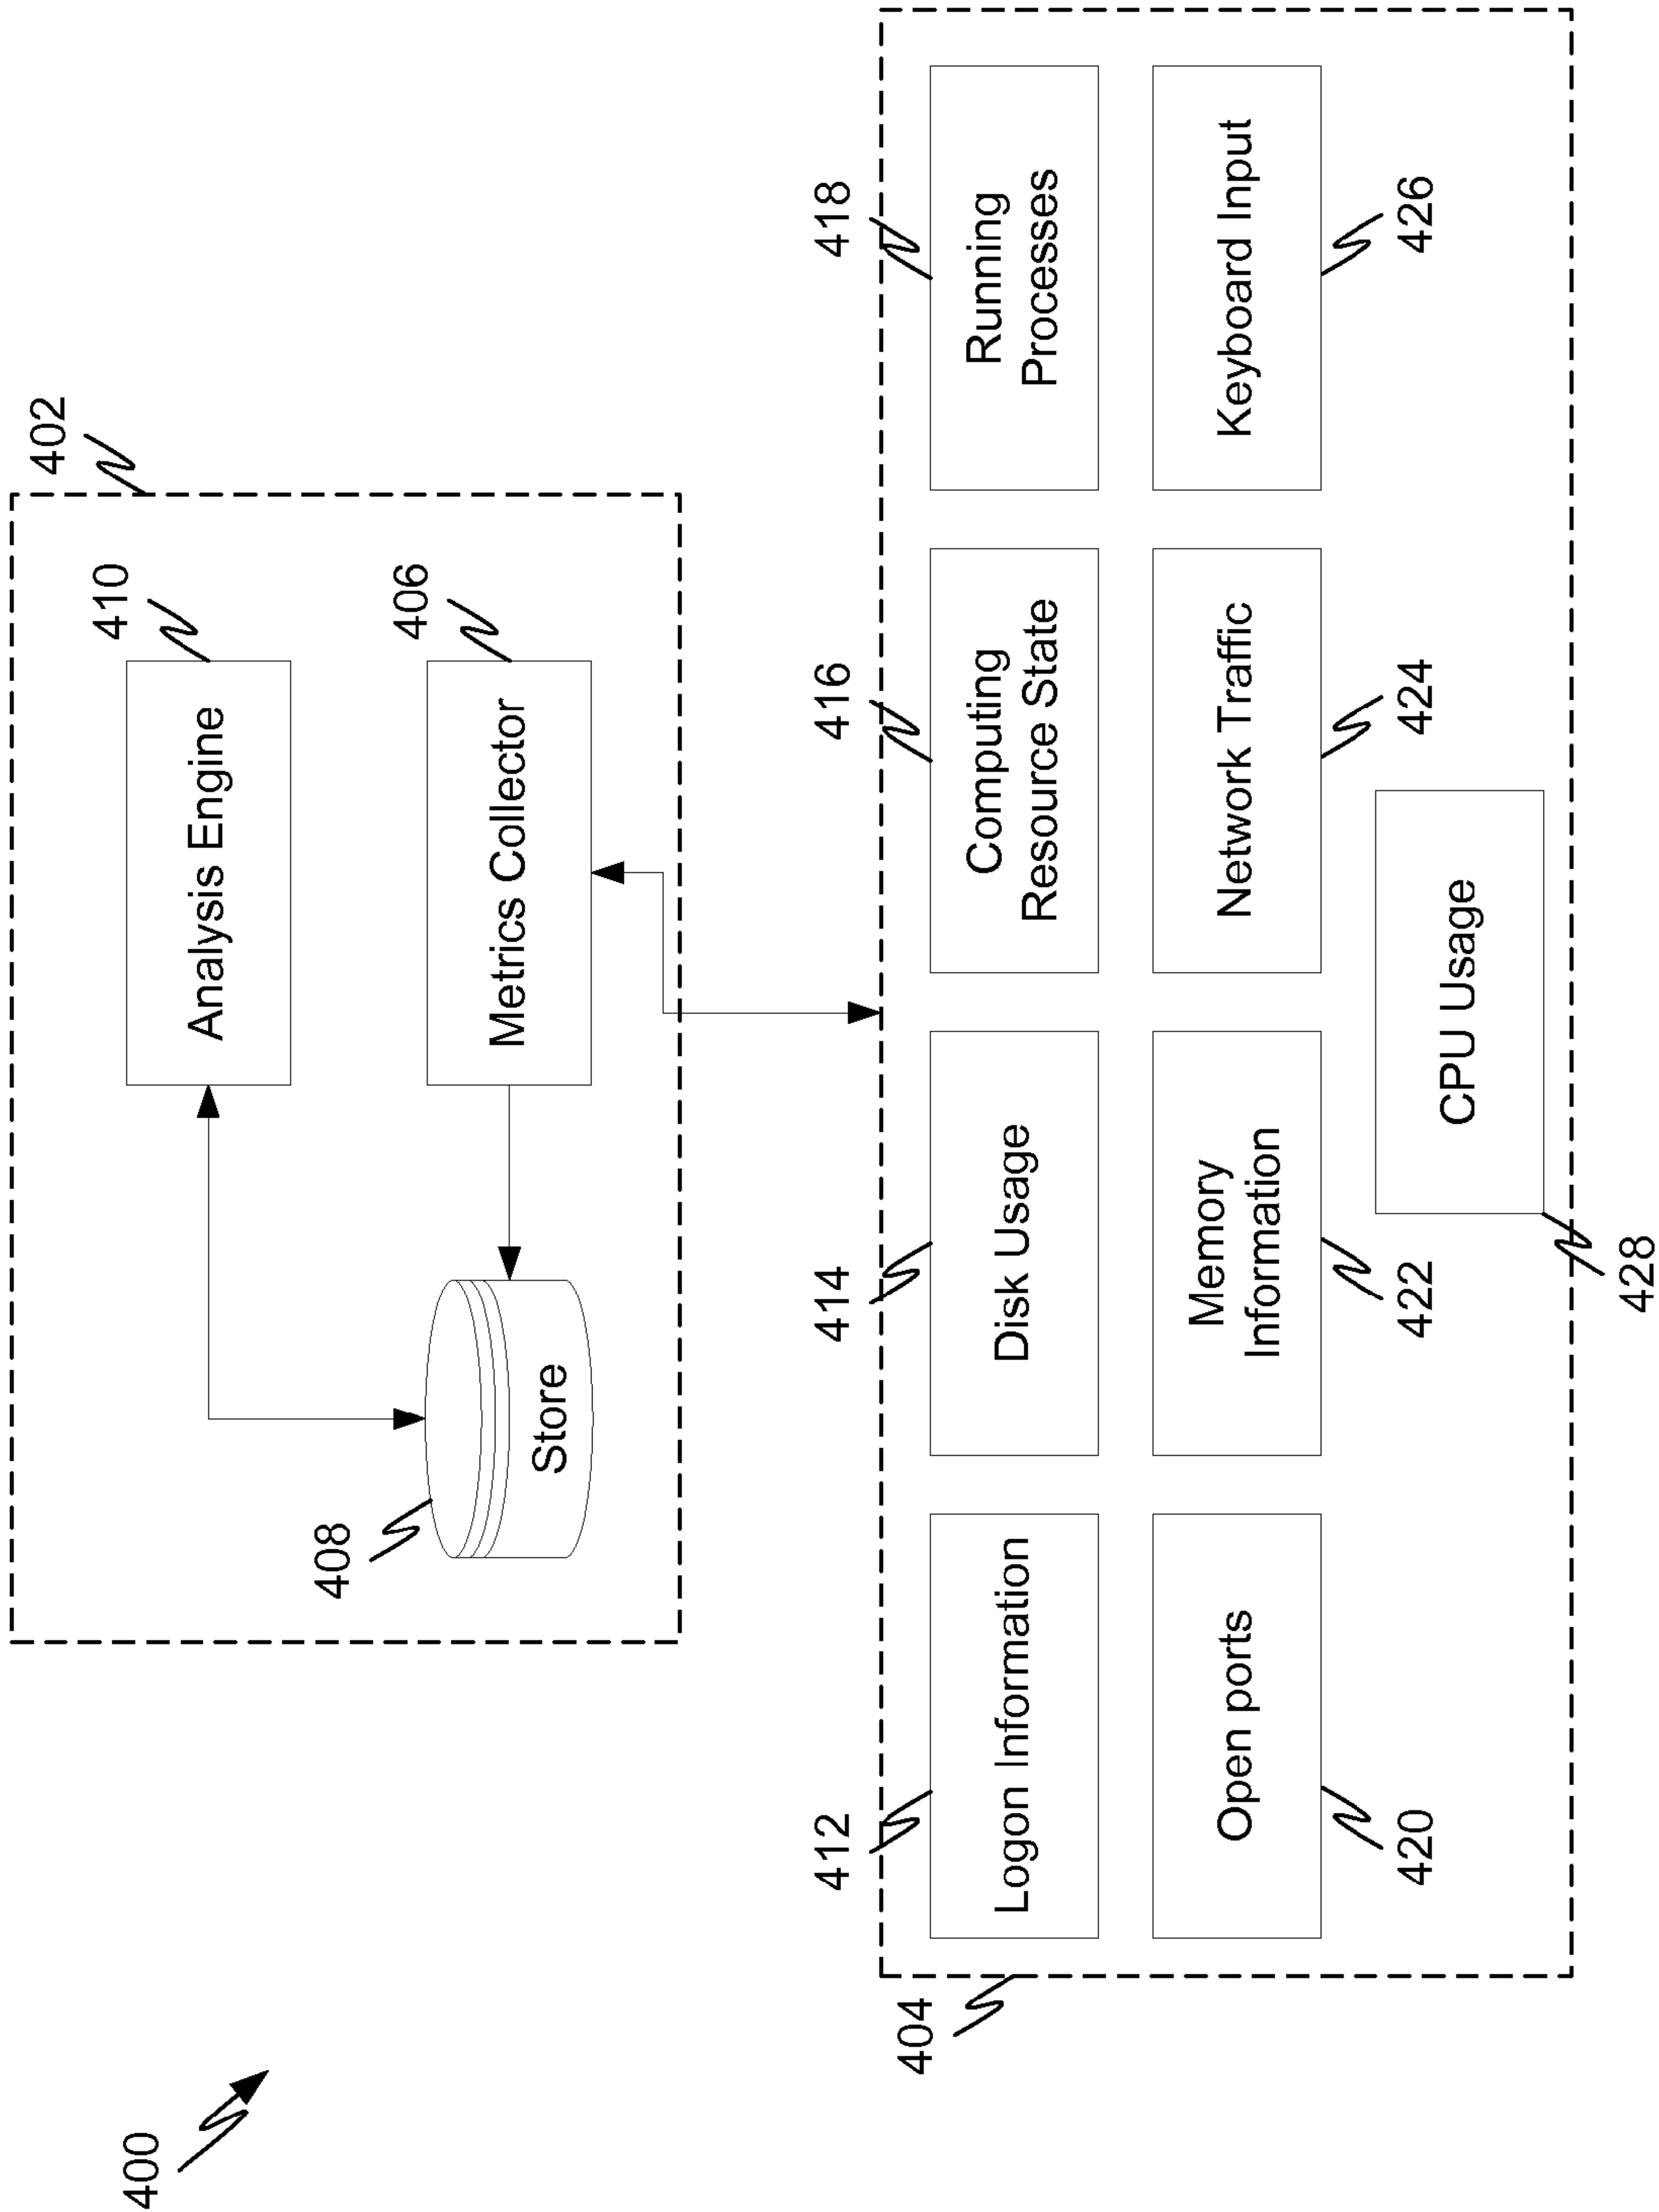 400
402
410
Analysis Engine
406
Metrics Collector
408
Store
404
412
Logon Information
414
Disk Usage
416
Computing
Resource State
418
Running
Processes
Open ports
420
Memory
Information
422
Network Traffic
424
Keyboard Input
426
CPU Usage
428